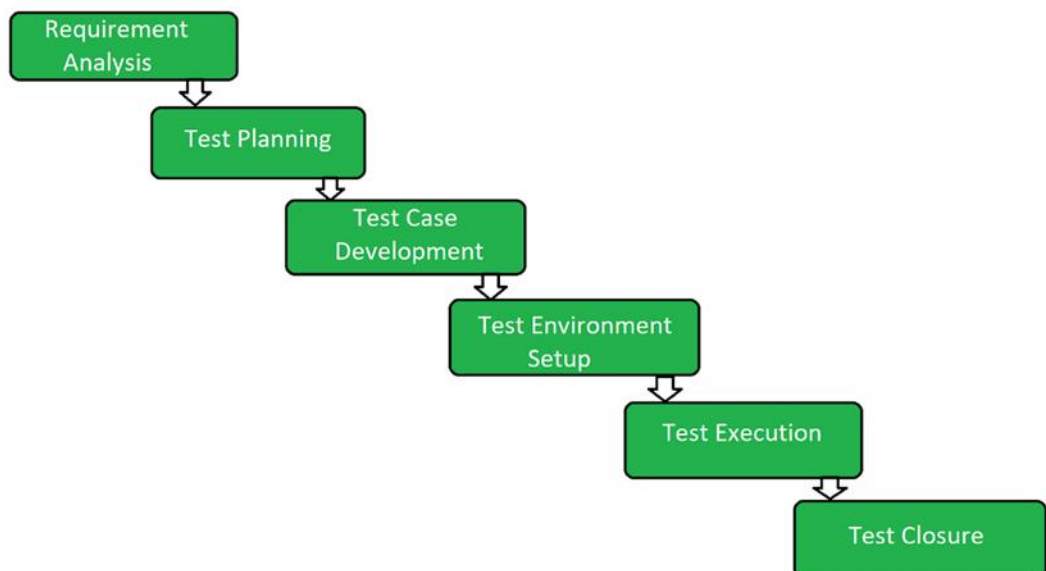 Requirement
Analysis
Test Planning
Test Case
Development
Test Environment
Setup
Test Execution
Test Closure